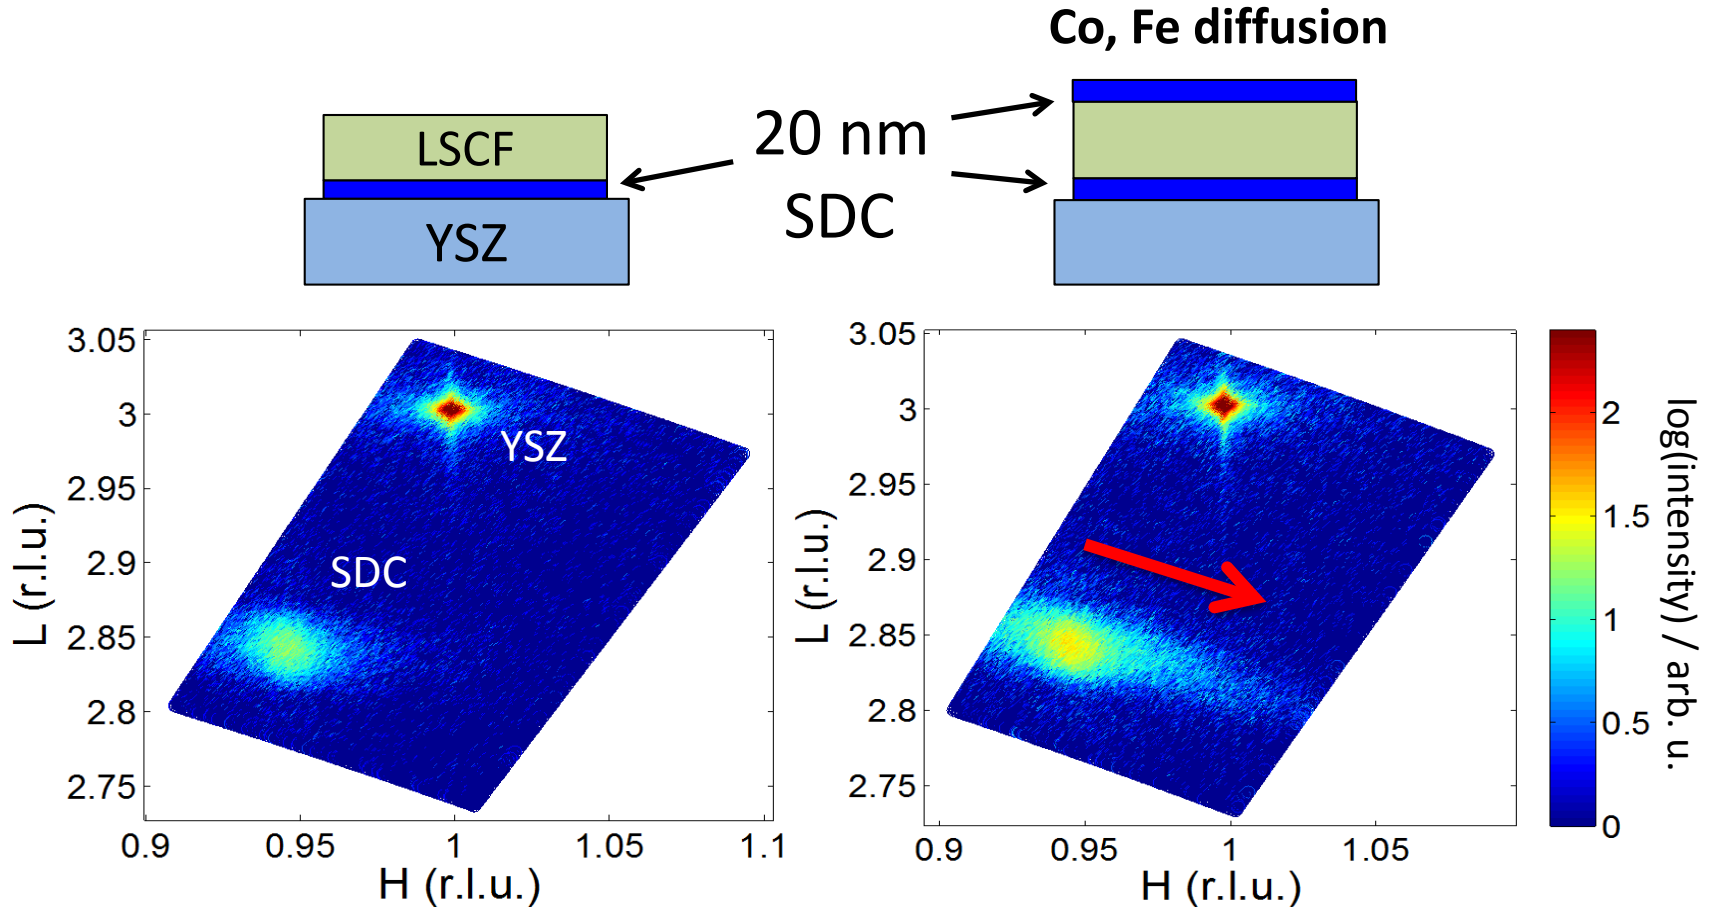 Co, Fe diffusion
LSCF
YSZ
20 nm
SDC
3.05
3
2.95
2.9
2.85
2.8
2.75
L (r.l.u.)
YSZ
SDC
0.9 0.95 1 1.05 1.1
H (r.l.u.)
3.05
3
2.95
2.9
2.85
2.8
2.75
L (r.l.u.)
0.9 0.95 1 1.05
H (r.l.u.)
2
1.5
1
0.5
0
log(intensity) / arb. u.